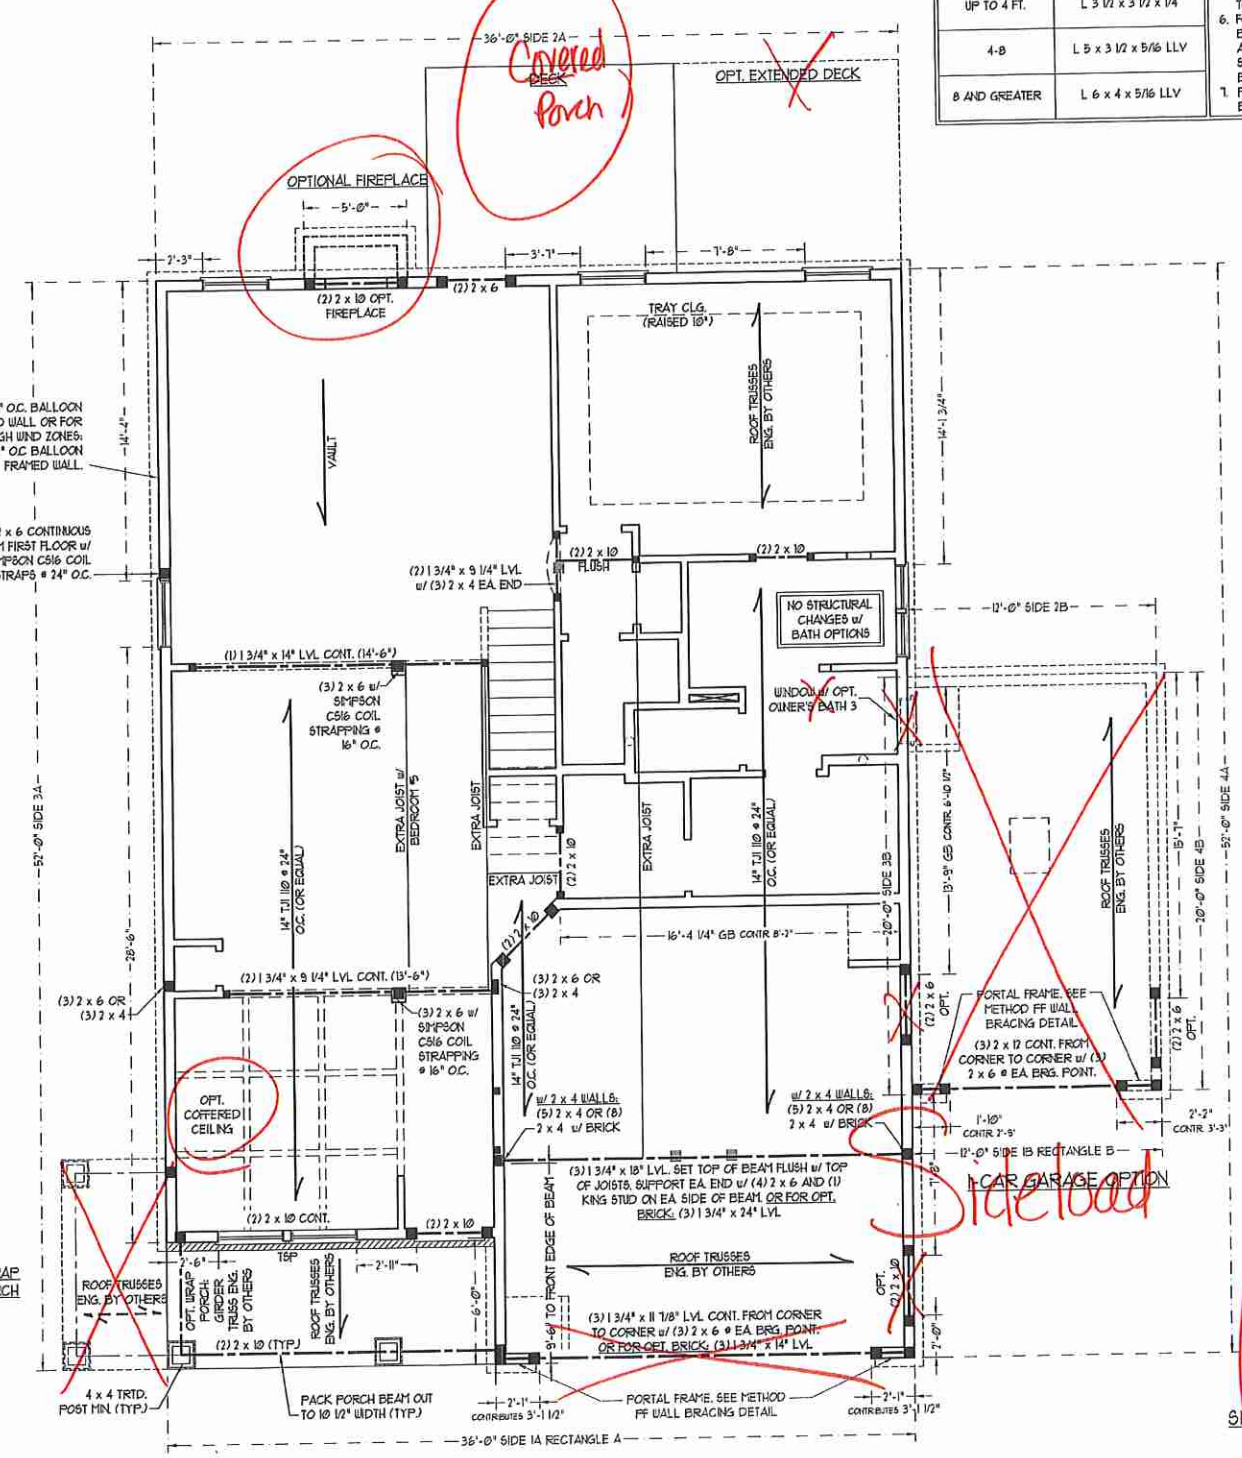 UP TO 4 FT.
L 3 1/2 x 3 1/2 x 1/4
4-8
L 5 x 3 1/2 x 5/16 LLV
8 AND GREATER
L 6 x 4 x 5/16 LLV
6.
7.
36'-0" SIDE 2A
Covered
DECK
Porch
OPT. EXTENDED DECK
OPTIONAL FIREPLACE
5'-0"
2'-3"
3'-7"
7'-8"
(2) 2 x 10 OPT.
FIREPLACE
(2) 2 x 6
TRAY CLG.
(RAISED 10")
ROOF TRUSSES
ENG. BY OTHERS
VAULT
14'-4"
14'-1 3/4"
" O.C. BALLOON
D WALL OR FOR
GH WIND ZONES:
" O.C BALLOON
FRAMED WALL.
x 6 CONTINUOUS
M FIRST FLOOR w/
MPSON CS16 COIL
STRAPS @ 24" O.C.
(2) 2 x 10
FLUSH
(2) 2 x 10
(2) 1 3/4" x 9 1/4" LVL
w/ (3) 2 x 4 EA. END
NO STRUCTURAL
CHANGES w/
BATH OPTIONS
12'-0" SIDE 2B
(1) 1 3/4" x 14" LVL CONT. (14'-6")
(3) 2 x 6 w/
SIMPSON
CS16 COIL
STRAPPING @
16" O.C.
WINDOW w/ OPT.
OWNER'S BATH 3
52'-0" SIDE 3A
28'-6"
14" TJI 110 @ 24"
O.C. (OR EQUAL)
EXTRA JOIST w/
BEDROOM #5
EXTRA JOIST
EXTRA JOIST
(2) 2 x 10
EXTRA JOIST
14" TJI 110 @ 24"
O.C. (OR EQUAL)
20'-0" SIDE 3B
13'-9" GB CONTR 6'-10 1/2"
ROOF TRUSSES
ENG. BY OTHERS
15'-7"
20'-0" SIDE 4B
52'-0" SIDE 4A
(2) 2 x 10
16'-4 1/4" GB CONTR 8'-2"
(2) 1 3/4" x 9 1/4" LVL CONT. (13'-6")
(3) 2 x 6 OR
(3) 2 x 4
(3) 2 x 6 OR
(3) 2 x 4
(3) 2 x 6 w/
SIMPSON
CS16 COIL
STRAPPING
@ 16" O.C.
14" TJI 110 @ 24"
O.C. (OR EQUAL)
(2) 2 x 6
OPT.
PORTAL FRAME. SEE
METHOD PF WALL
BRACING DETAIL
(3) 2 x 12 CONT. FROM
CORNER TO CORNER w/ (3)
2 x 6 @ EA. BRG. POINT.
(2) 2 x 6
OPT.
OPT.
COFFERED
CEILING
w/ 2 x 4 WALLS:
(5) 2 x 4 OR (8)
2 x 4 w/ BRICK
w/ 2 x 4 WALLS:
(5) 2 x 4 OR (8)
2 x 4 w/ BRICK
1'-10"
CONTR 2'-9"
2'-2"
CONTR. 3'-3"
12'-0" SIDE 1B RECTANGLE B
1-CAR GARAGE OPTION
Sideload
(3) 1 3/4" x 18" LVL. SET TOP OF BEAM FLUSH w/ TOP
OF JOISTS. SUPPORT EA. END w/ (4) 2 x 6 AND (1)
KING STUD ON EA SIDE OF BEAM. OR FOR OPT.
BRICK: (3) 1 3/4" x 24" LVL
(2) 2 x 10 CONT.
(2) 2 x 10
TSP
2'-6"
2'-11"
ROOF TRUSSES
ENG. BY OTHERS
OPT. WRAP
PORCH:
GIRDER
TRUSS ENG.
BY OTHERS
ROOF TRUSSES
ENG. BY OTHERS
6'-0"
9'-6" TO FRONT EDGE OF BEAM
ROOF TRUSSES
ENG. BY OTHERS
OPT.
(2) 2 x 10
(3) 1 3/4" x 11 7/8" LVL CONT. FROM CORNER
TO CORNER w/ (3) 2 x 6 @ EA. BRG. POINT.
OR FOR OPT. BRICK: (3) 1 3/4" x 14" LVL
2'-0"
(2) 2 x 10 (TYP.)
4 x 4 TRTD.
POST MIN. (TYP.)
PACK PORCH BEAM OUT
TO 10 1/2" WIDTH (TYP.)
2'-1"
CONTRIBUTES 3'-1 1/2"
PORTAL FRAME. SEE METHOD
PF WALL BRACING DETAIL
2'-1"
CONTRIBUTES 3'-1 1/2"
36'-0" SIDE 1A RECTANGLE A